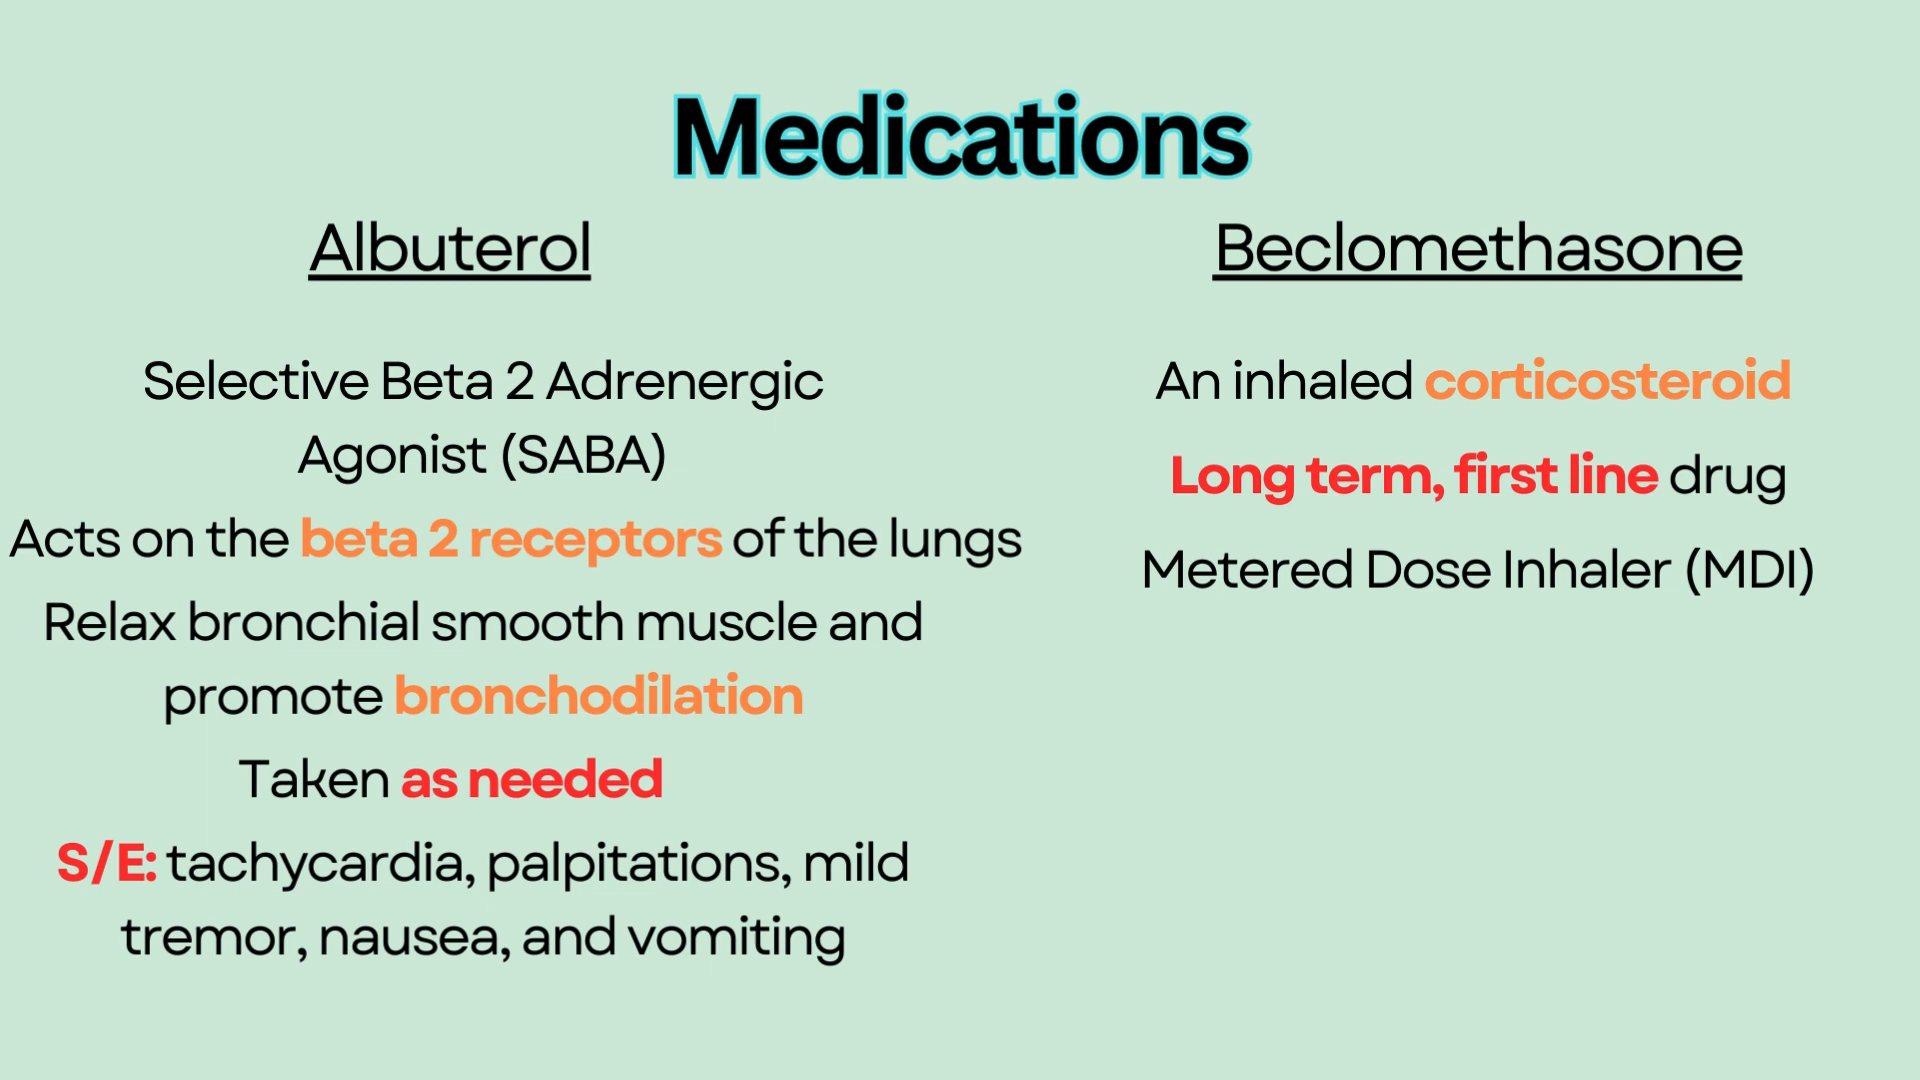 Medications
Albuterol
Selective Beta 2 Adrenergic
Agonist (SABA)
Acts on the beta 2 receptors of the lungs
Relax bronchial smooth muscle and
promote bronchodilation
Taken as needed
S/E: tachycardia, palpitations, mild
tremor, nausea, and vomiting
Beclomethasone
An inhaled corticosteroid
Long term, first line drug
Metered Dose Inhaler (MDI)